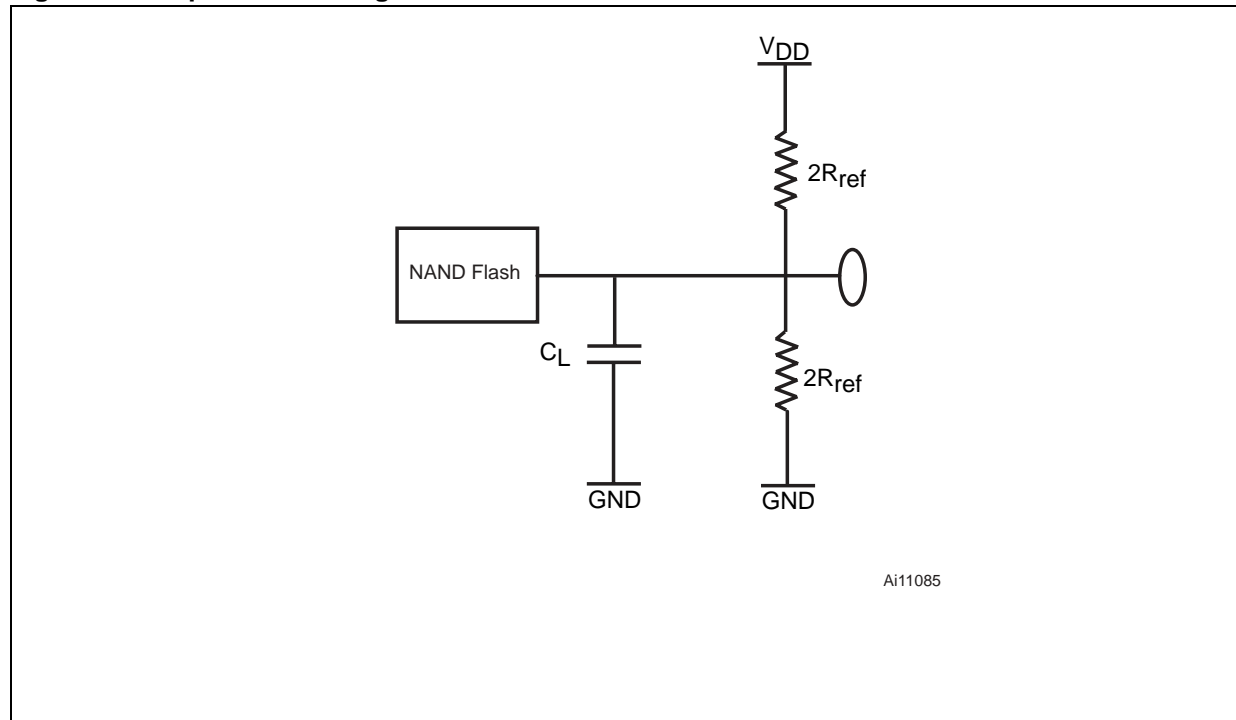 VDD
2Rref
NAND Flash
CL
2Rref
GND
GND
Ai11085